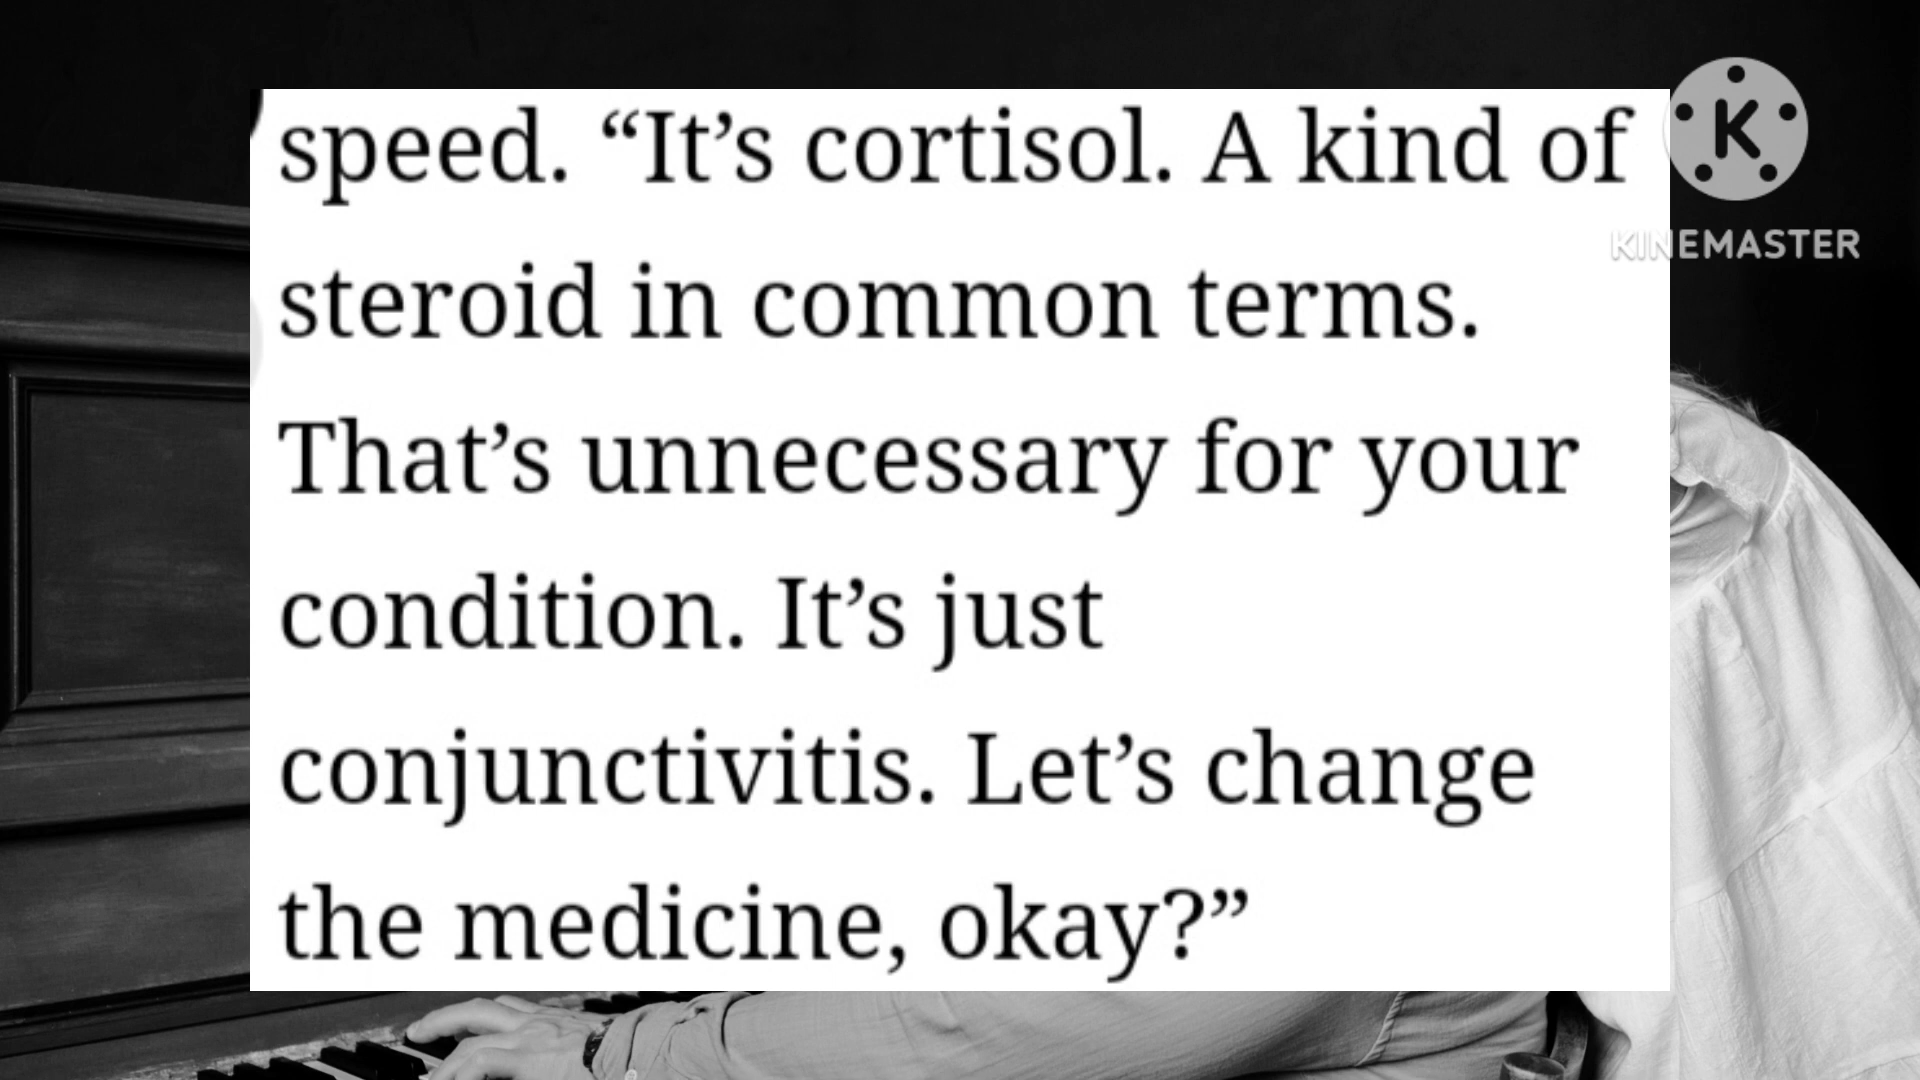 speed. “It’s cortisol. A kind of
steroid in common terms.
That’s unnecessary for your
condition. It’s just
conjunctivitis. Let’s change
the medicine, okay?”
K
KINEMASTER